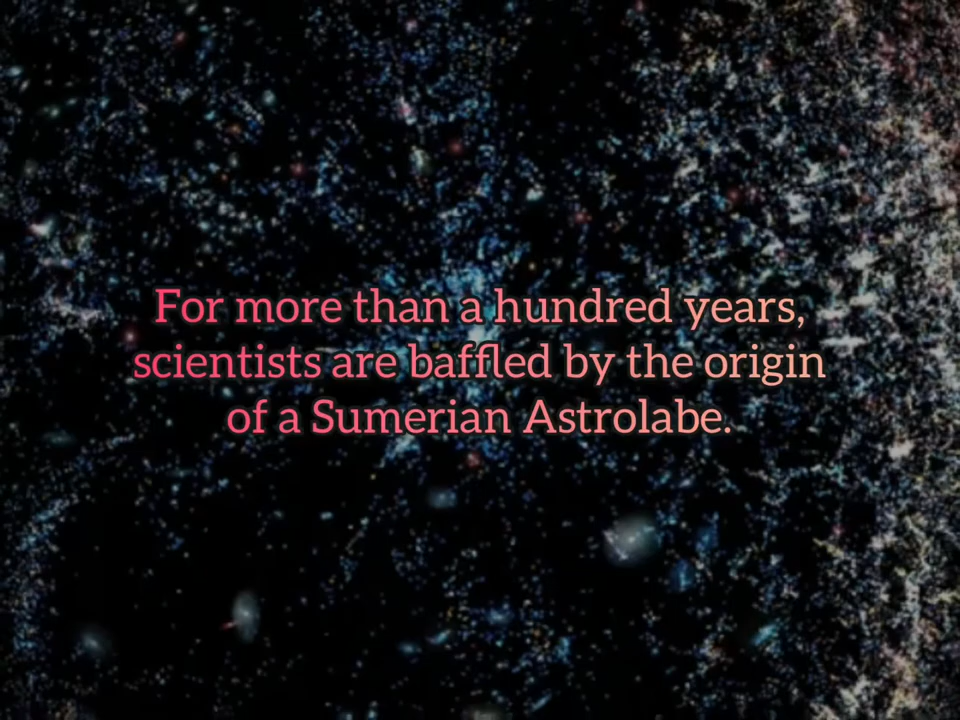 For more than a hundred years,
scientists are baffled by the origin
of a Sumerian Astrolabe.